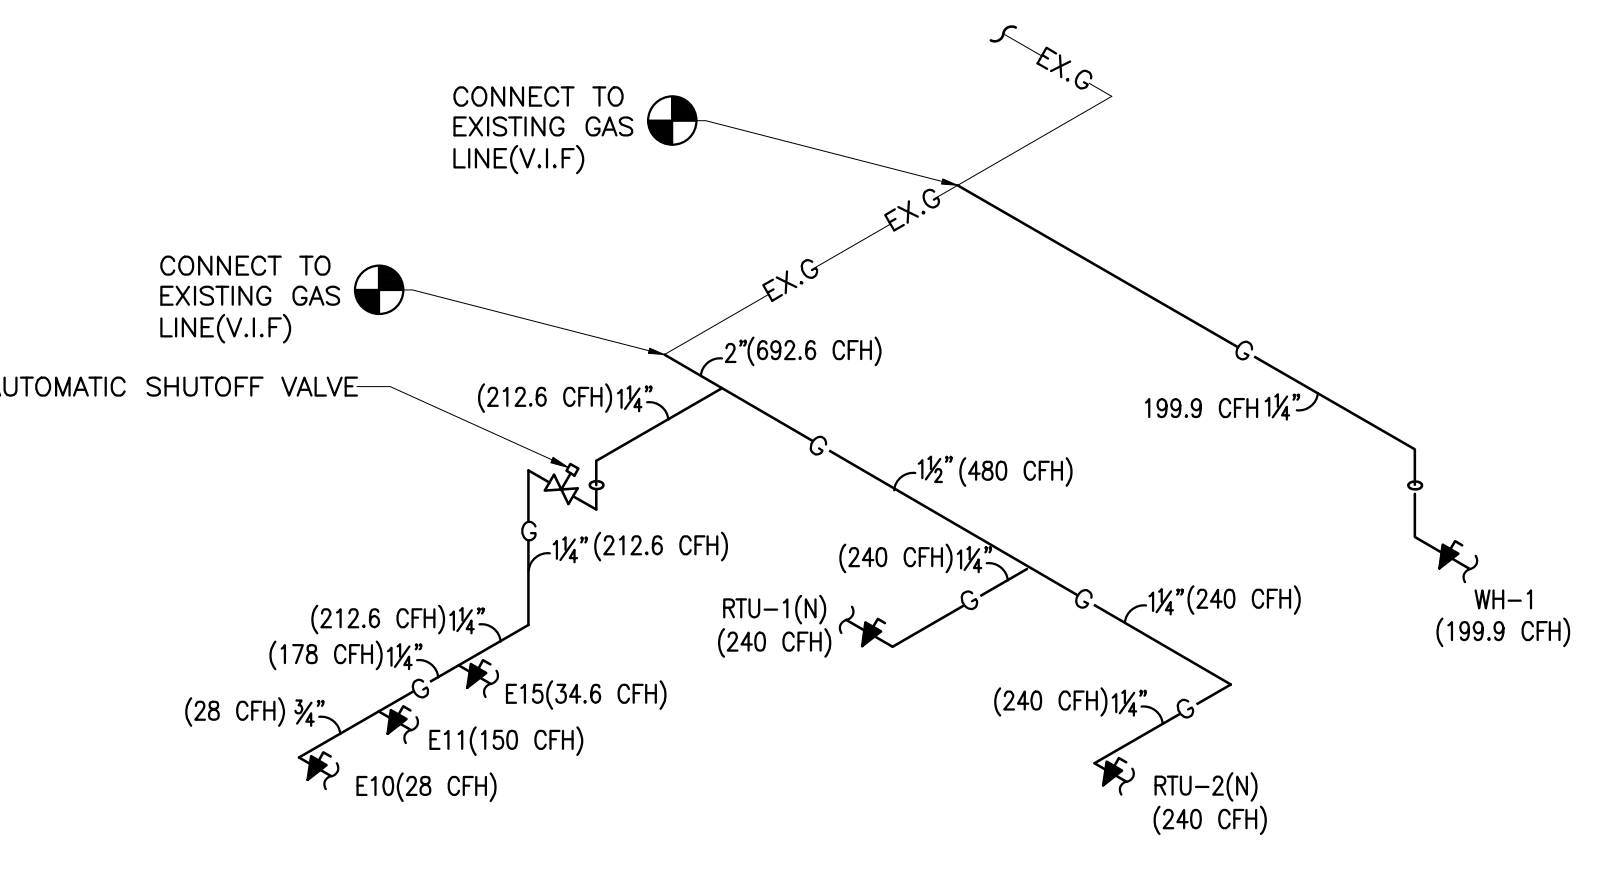 EX.G
CONNECT TO
EXISTING GAS
LINE(V.I.F)
EX.G
EX.G
CONNECT TO
EXISTING GAS
LINE(V.I.F)
2"(692.6 CFH)
UTOMATIC SHUTOFF VALVE
(212.6 CFH)1¼"
G
199.9 CFH1¼"
G
1½"(480 CFH)
G
1¼"(212.6 CFH)
(240 CFH)1¼"
G
G
1¼"(240 CFH)
RTU-1(N)
(240 CFH)
WH-1
(199.9 CFH)
(212.6 CFH)1¼"
(178 CFH)1¼"
G
E15(34.6 CFH)
(28 CFH)¾"
E11(150 CFH)
E10(28 CFH)
(240 CFH)1¼"
G
RTU-2(N)
(240 CFH)